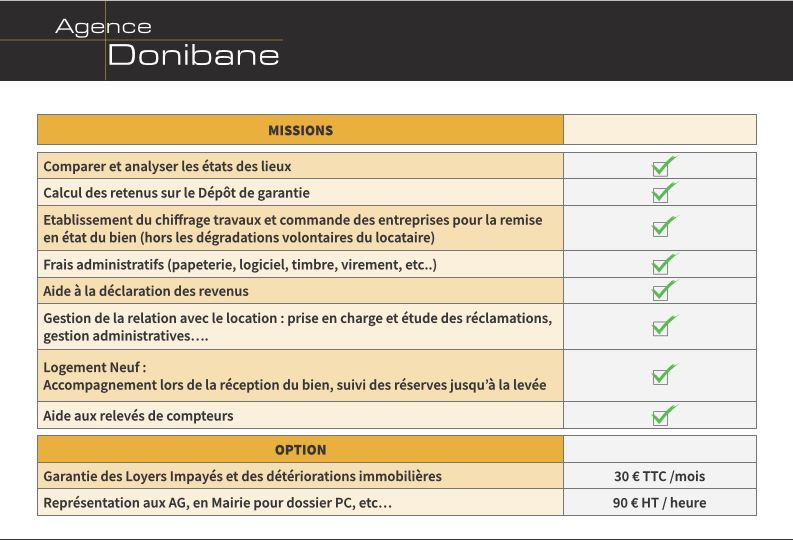 Agence
Donibane
MISSIONS
Comparer et analyser les états des lieux
Calcul des retenus sur le Dépôt de garantie
Etablissement du chiffrage travaux et commande des entreprises pour la remise
en état du bien (hors les dégradations volontaires du locataire)
Frais administratifs (papeterie, logiciel, timbre, virement, etc..)
Aide à la déclaration des revenus
Gestion de la relation avec le location : prise en charge et étude des réclamations,
gestion administratives….
Logement Neuf :
Accompagnement lors de la réception du bien, suivi des réserves jusqu’à la levée
Aide aux relevés de compteurs
OPTION
Garantie des Loyers Impayés et des détériorations immobilières
30 € TTC /mois
Représentation aux AG, en Mairie pour dossier PC, etc…
90 € HT / heure